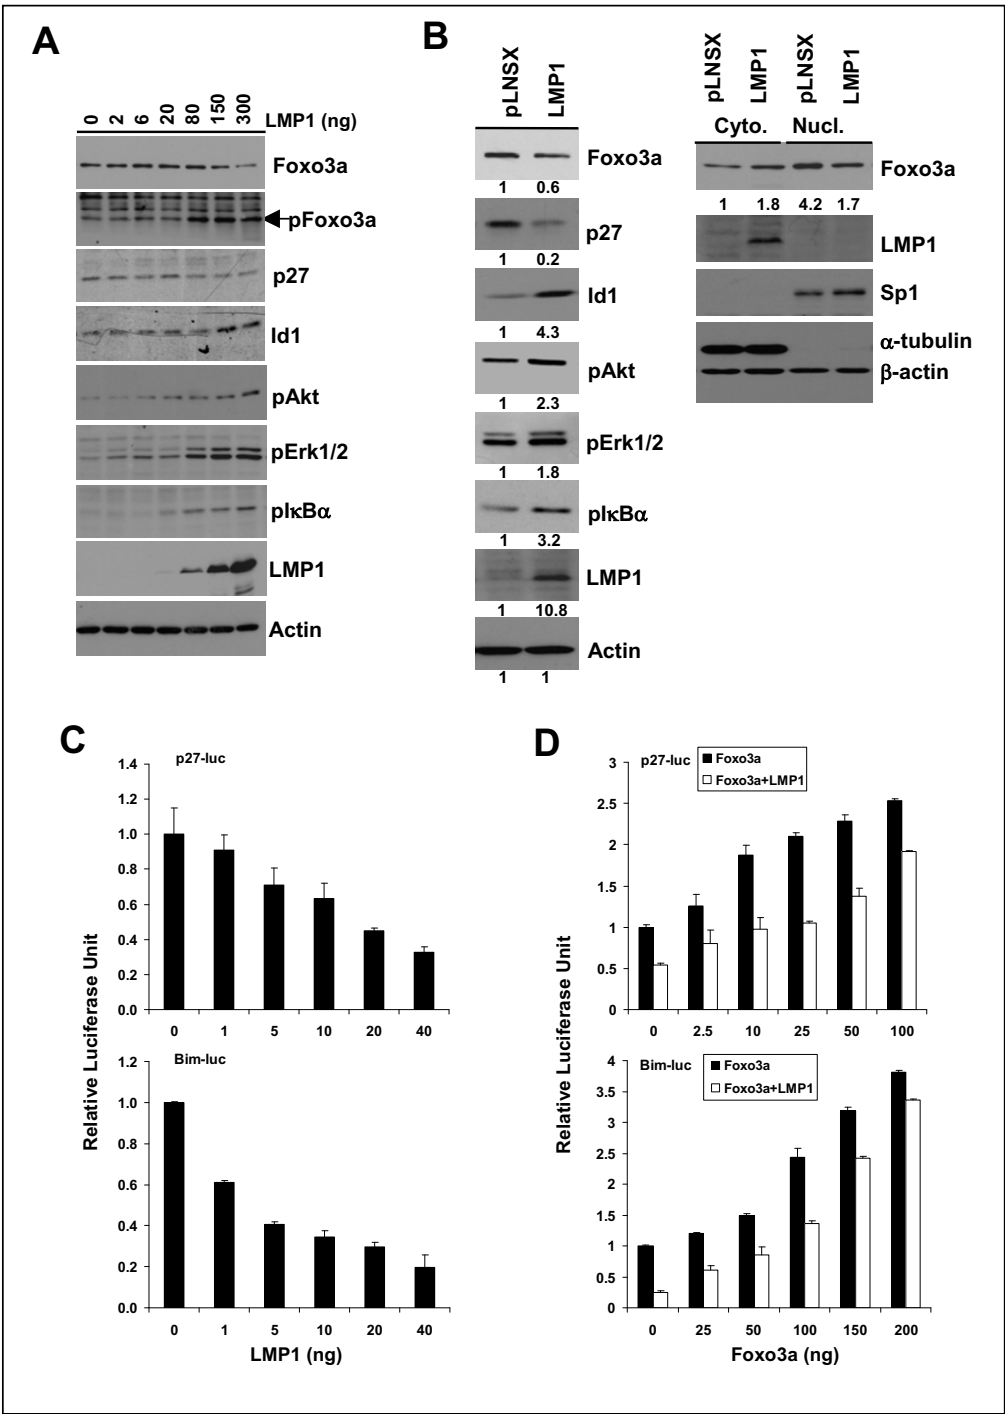 A
0 2 6 20 80 150 300 LMP1 (ng)
Foxo3a
pFoxo3a
p27
Id1
pAkt
pErk1/2
pIκBα
LMP1
Actin
B
pLNSX LMP1
Foxo3a
1 0.6
p27
1 0.2
Id1
1 4.3
pAkt
1 2.3
pErk1/2
1 1.8
pIκBα
1 3.2
LMP1
1 10.8
Actin
1 1
pLNSX LMP1 pLNSX LMP1
Cyto. Nucl.
Foxo3a
1 1.8 4.2 1.7
LMP1
Sp1
α-tubulin
β-actin
C
Relative Luciferase Unit
p27-luc
1.4
1.2
1.0
0.8
0.6
0.4
0.2
0.0
0 1 5 10 20 40
Bim-luc
1.2
1.0
0.8
0.6
0.4
0.2
0.0
0 1 5 10 20 40
LMP1 (ng)
D
Relative Luciferase Unit
p27-luc
Foxo3a
Foxo3a+LMP1
3
2.5
2
1.5
1
0.5
0
0 2.5 10 25 50 100
Bim-luc
Foxo3a
Foxo3a+LMP1
4
3.5
3
2.5
2
1.5
1
0.5
0
0 25 50 100 150 200
Foxo3a (ng)